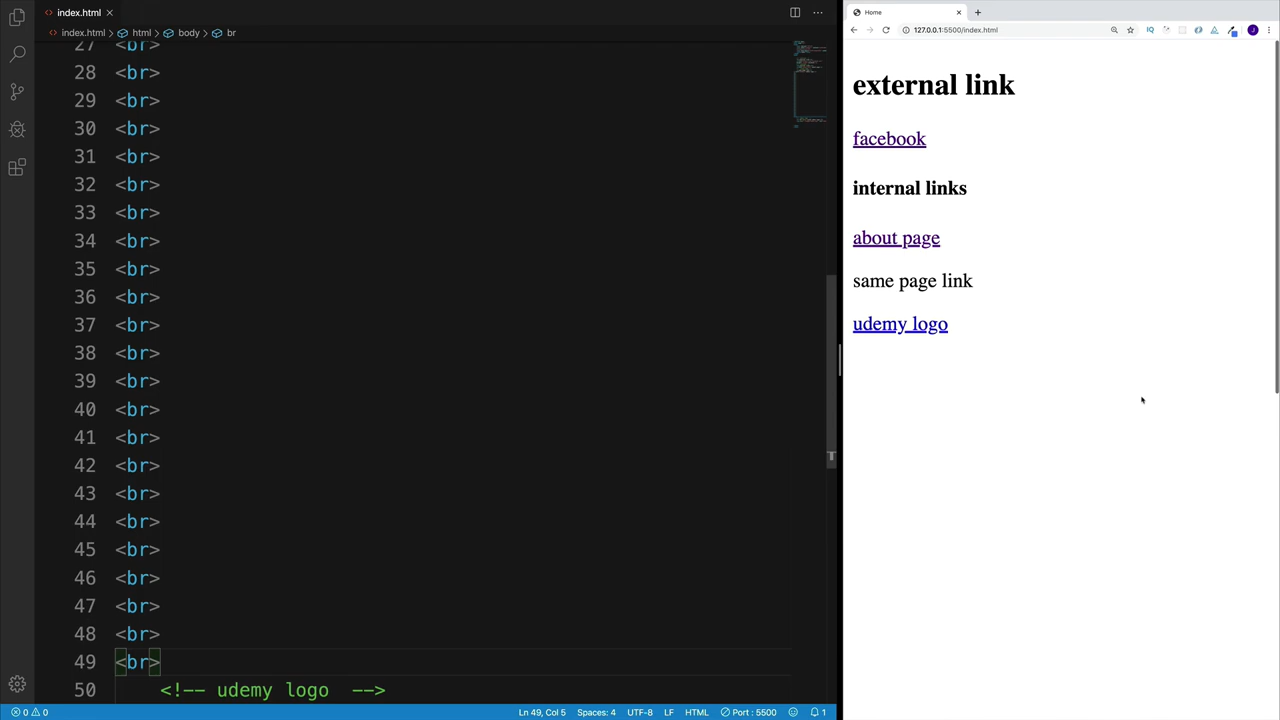 index.html
index.html > html > body > br
27 <br>
28 <br>
29 <br>
30 <br>
31 <br>
32 <br>
33 <br>
34 <br>
35 <br>
36 <br>
37 <br>
38 <br>
39 <br>
40 <br>
41 <br>
42 <br>
43 <br>
44 <br>
45 <br>
46 <br>
47 <br>
48 <br>
49 <br>
50 <!-- udemy logo -->
0 0 Ln 49, Col 5 Spaces: 4 UTF-8 LF HTML Port : 5500 1
Home
127.0.0.1:5500/index.html IQ J
external link
facebook
internal links
about page
same page link
udemy logo